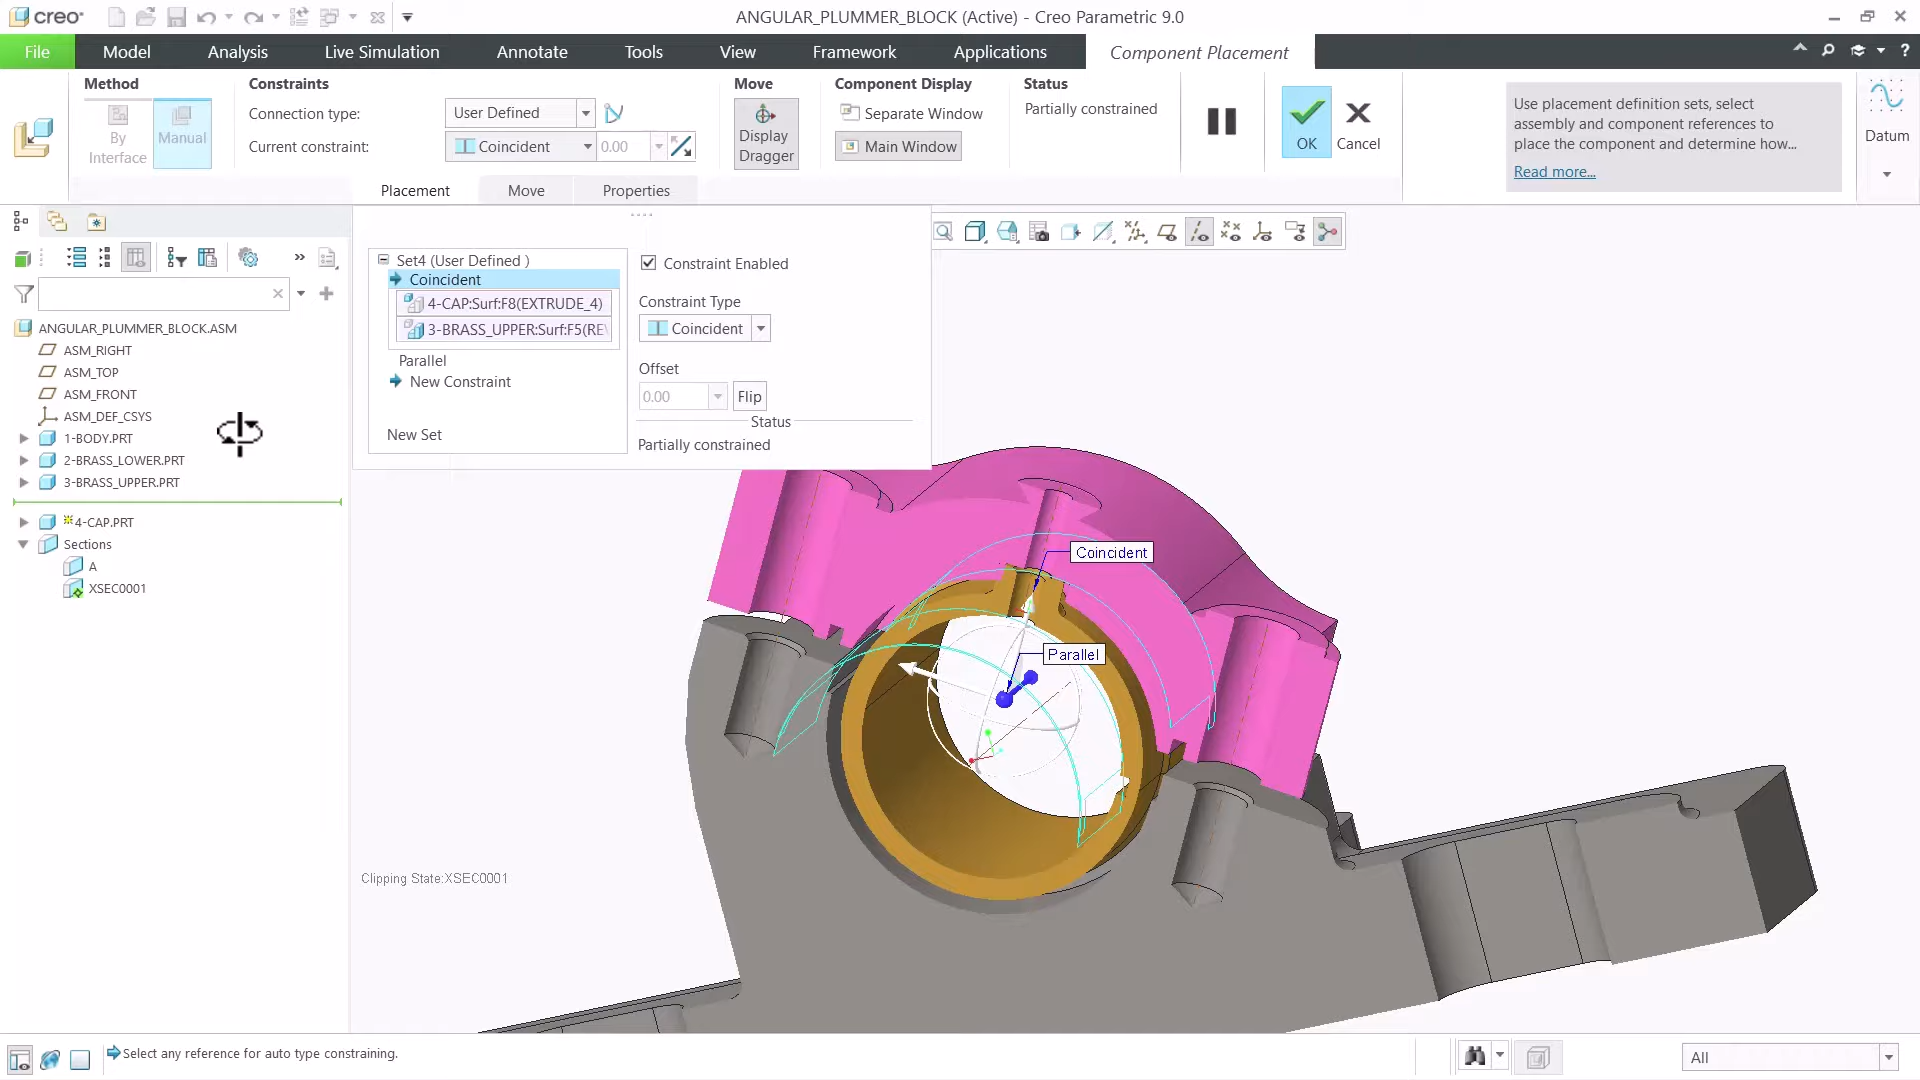 creo®
ANGULAR_PLUMMER_BLOCK (Active) - Creo Parametric 9.0
File Model Analysis Live Simulation Annotate Tools View Framework Applications Component Placement
Method
By Interface
Manual
Constraints
Connection type: User Defined
Current constraint: Coincident 0.00
Move
Display Dragger
Component Display
Separate Window
Main Window
Status
Partially constrained
OK
Cancel
Use placement definition sets, select
assembly and component references to
place the component and determine how...
Read more...
Datum
Placement Move Properties
Set4 (User Defined )
Coincident
4-CAP:Surf:F8(EXTRUDE_4)
3-BRASS_UPPER:Surf:F5(RE
Parallel
New Constraint
New Set
Constraint Enabled
Constraint Type
Coincident
Offset
0.00 Flip
Status
Partially constrained
ANGULAR_PLUMMER_BLOCK.ASM
ASM_RIGHT
ASM_TOP
ASM_FRONT
ASM_DEF_CSYS
1-BODY.PRT
2-BRASS_LOWER.PRT
3-BRASS_UPPER.PRT
4-CAP.PRT
Sections
A
XSEC0001
Coincident
Parallel
Clipping State:XSEC0001
Select any reference for auto type constraining.
All